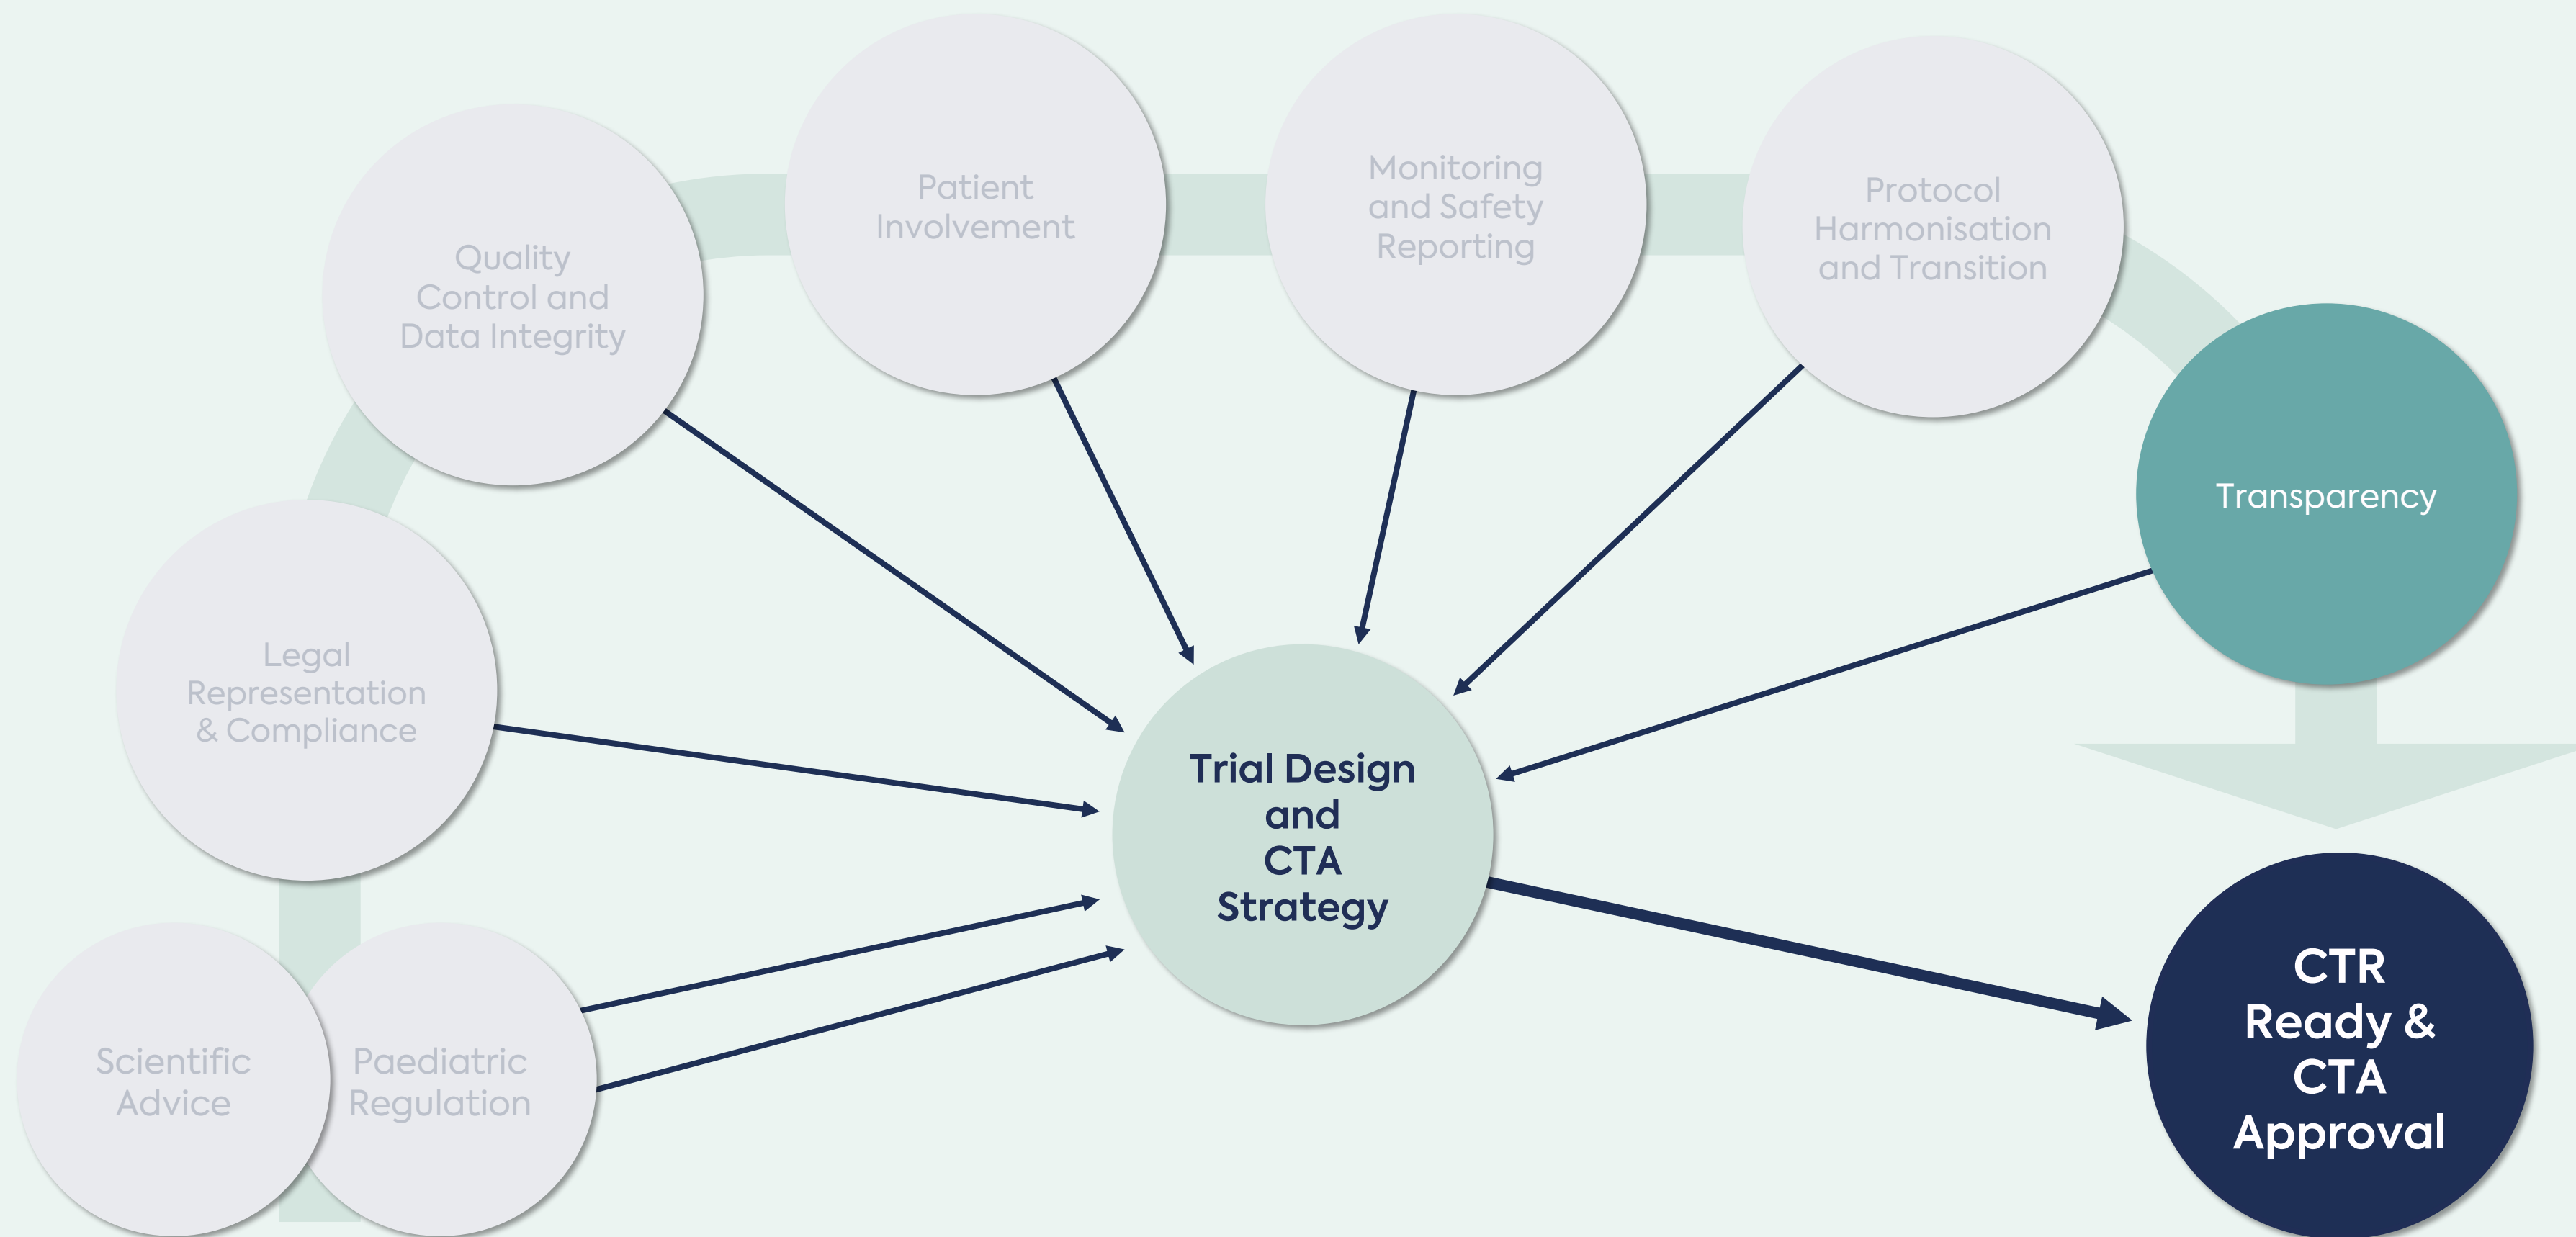 Patient
Involvement
Monitoring
and Safety
Reporting
Protocol
Harmonisation
and Transition
Quality
Control and
Data Integrity
Transparency
Legal
Representation
& Compliance
Trial Design
and
CTA
Strategy
Scientific
Advice
Paediatric
Regulation
CTR
Ready &
CTA
Approval